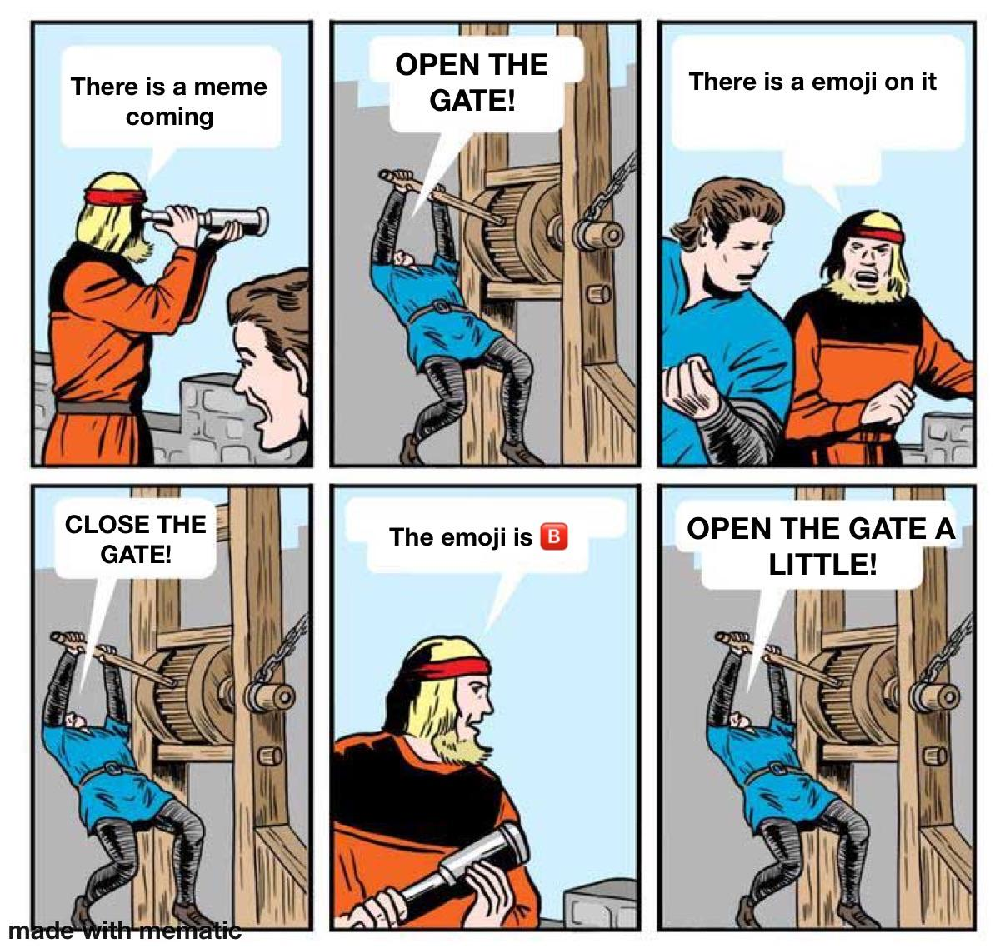 There is a meme
coming
OPEN THE
GATE!
There is a emoji on it
CLOSE THE
GATE!
The emoji is 🅱️
OPEN THE GATE A
LITTLE!
made with mematic